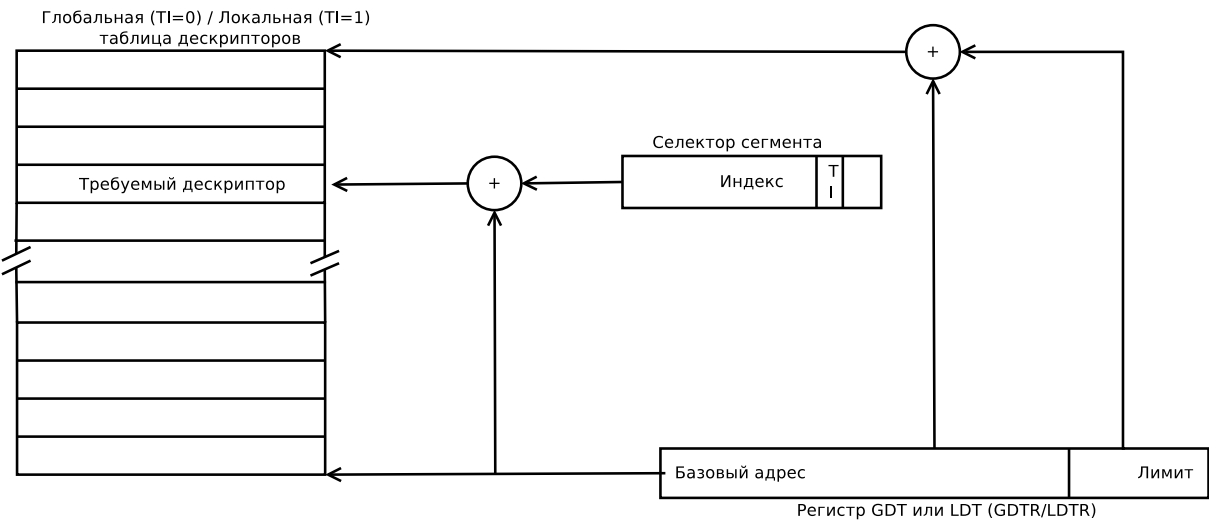 Глобальная (TI=0) / Локальная (TI=1)
таблица дескрипторов
+
Селектор сегмента
Требуемый дескриптор
+
Индекс
T
I
Базовый адрес
Лимит
Регистр GDT или LDT (GDTR/LDTR)